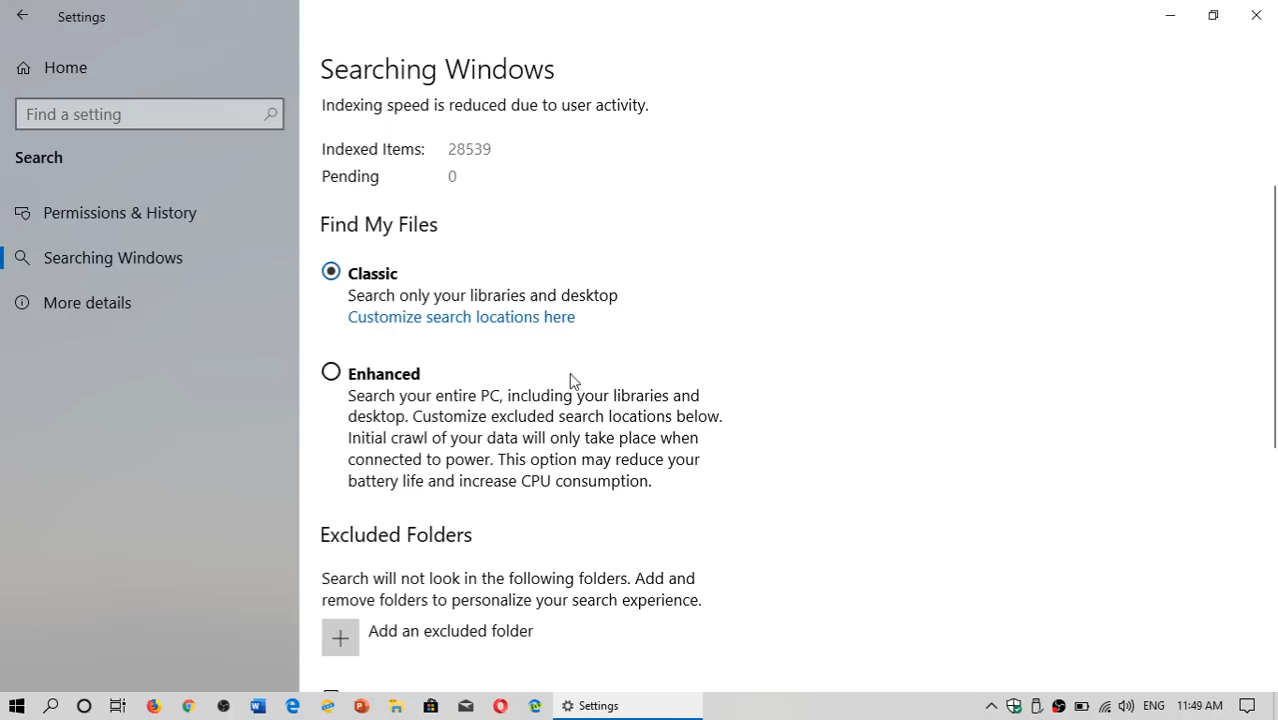 Settings
Home
Find a setting
Search
Permissions & History
Searching Windows
More details
Searching Windows
Indexing speed is reduced due to user activity.
Indexed Items: 28539
Pending 0
Find My Files
Classic
Search only your libraries and desktop
Customize search locations here
Enhanced
Search your entire PC, including your libraries and
desktop. Customize excluded search locations below.
Initial crawl of your data will only take place when
connected to power. This option may reduce your
battery life and increase CPU consumption.
Excluded Folders
Search will not look in the following folders. Add and
remove folders to personalize your search experience.
Add an excluded folder
Settings
ENG 11:49 AM